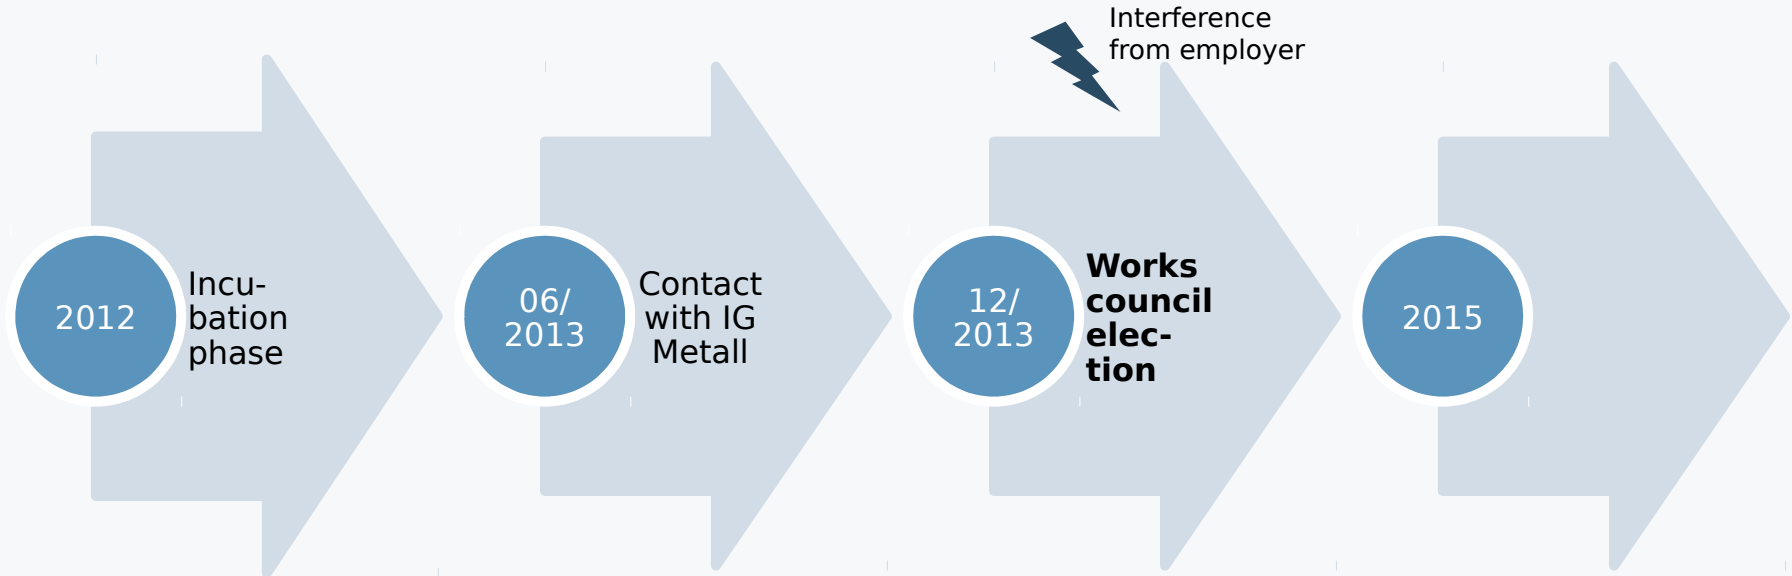 Interference
from employer
2012
Incu-
bation
phase
06/
2013
Contact
with IG
Metall
12/
2013
Works
council
elec-
tion
2015